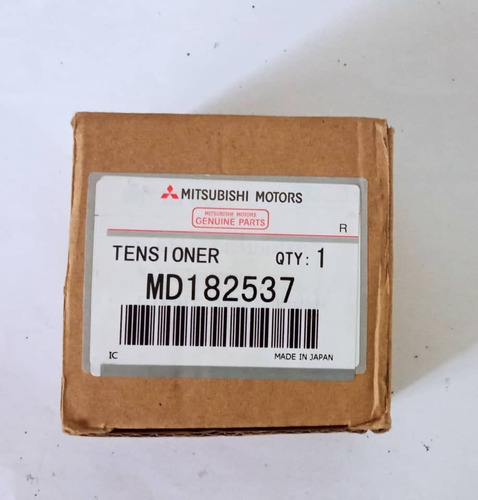 MITSUBISHI MOTORS
MITSUBISHI MOTORS
GENUINE PARTS
R
TENSIONER QTY: 1
MD182537
IC MADE IN JAPAN